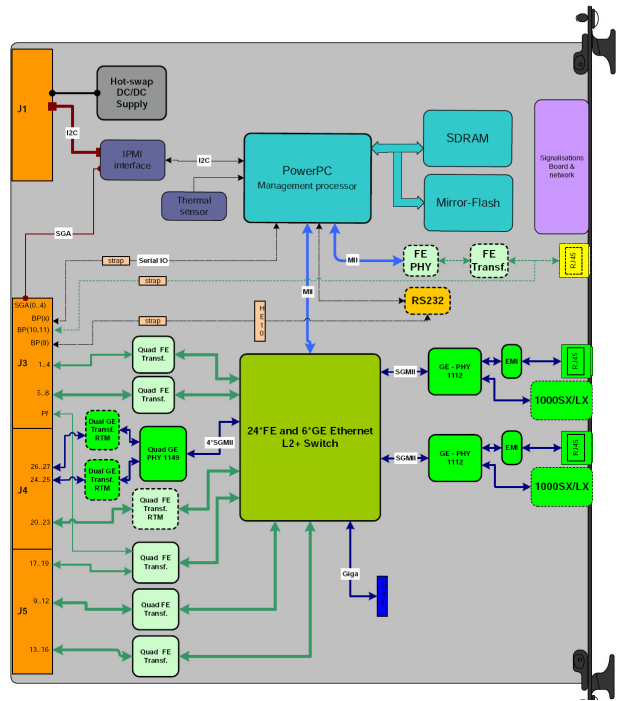 Hot-swap
DC/DC
Supply
J1
I2C
IPMI
interface
I2C
Thermal
sensor
PowerPC
Management processor
SDRAM
Mirror-Flash
Signalisations
Board &
network
SGA
strap
Serial IO
MII
FE
PHY
FE
Transf.
RJ45
strap
MII
RS232
SGA(0..4)
BP(x)
BP(10,11)
BP(8)
strap
H
E
1
0
J3
1..4
5..8
Pf
Quad FE
Transf.
Quad FE
Transf.
24*FE and 6*GE Ethernet
L2+ Switch
SGMII
GE - PHY
1112
EMI
RJ45
1000SX/LX
SGMII
GE - PHY
1112
EMI
RJ45
1000SX/LX
Dual GE
Transf.
RTM
Dual GE
Transf.
RTM
Quad GE
PHY 1149
4*SGMII
J4
26..27
24..25
20..23
Quad FE
Transf.
RTM
17..19
Quad FE
Transf.
J5
9..12
Quad FE
Transf.
13..16
Quad FE
Transf.
Giga